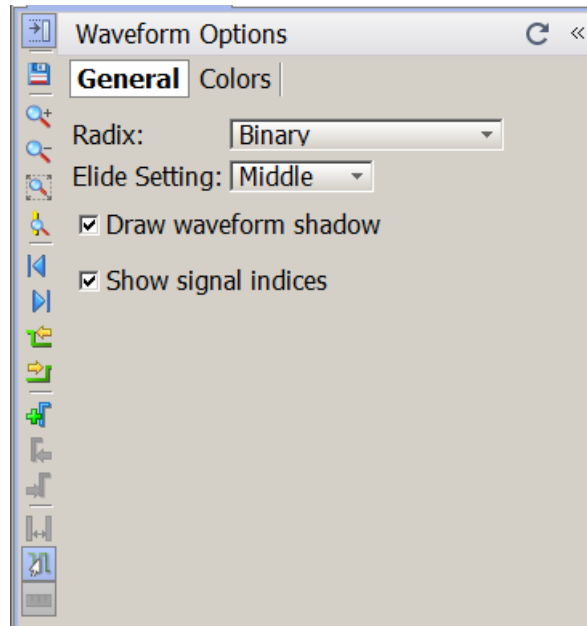 Waveform Options
General Colors
Radix: Binary
Elide Setting: Middle
Draw waveform shadow
Show signal indices